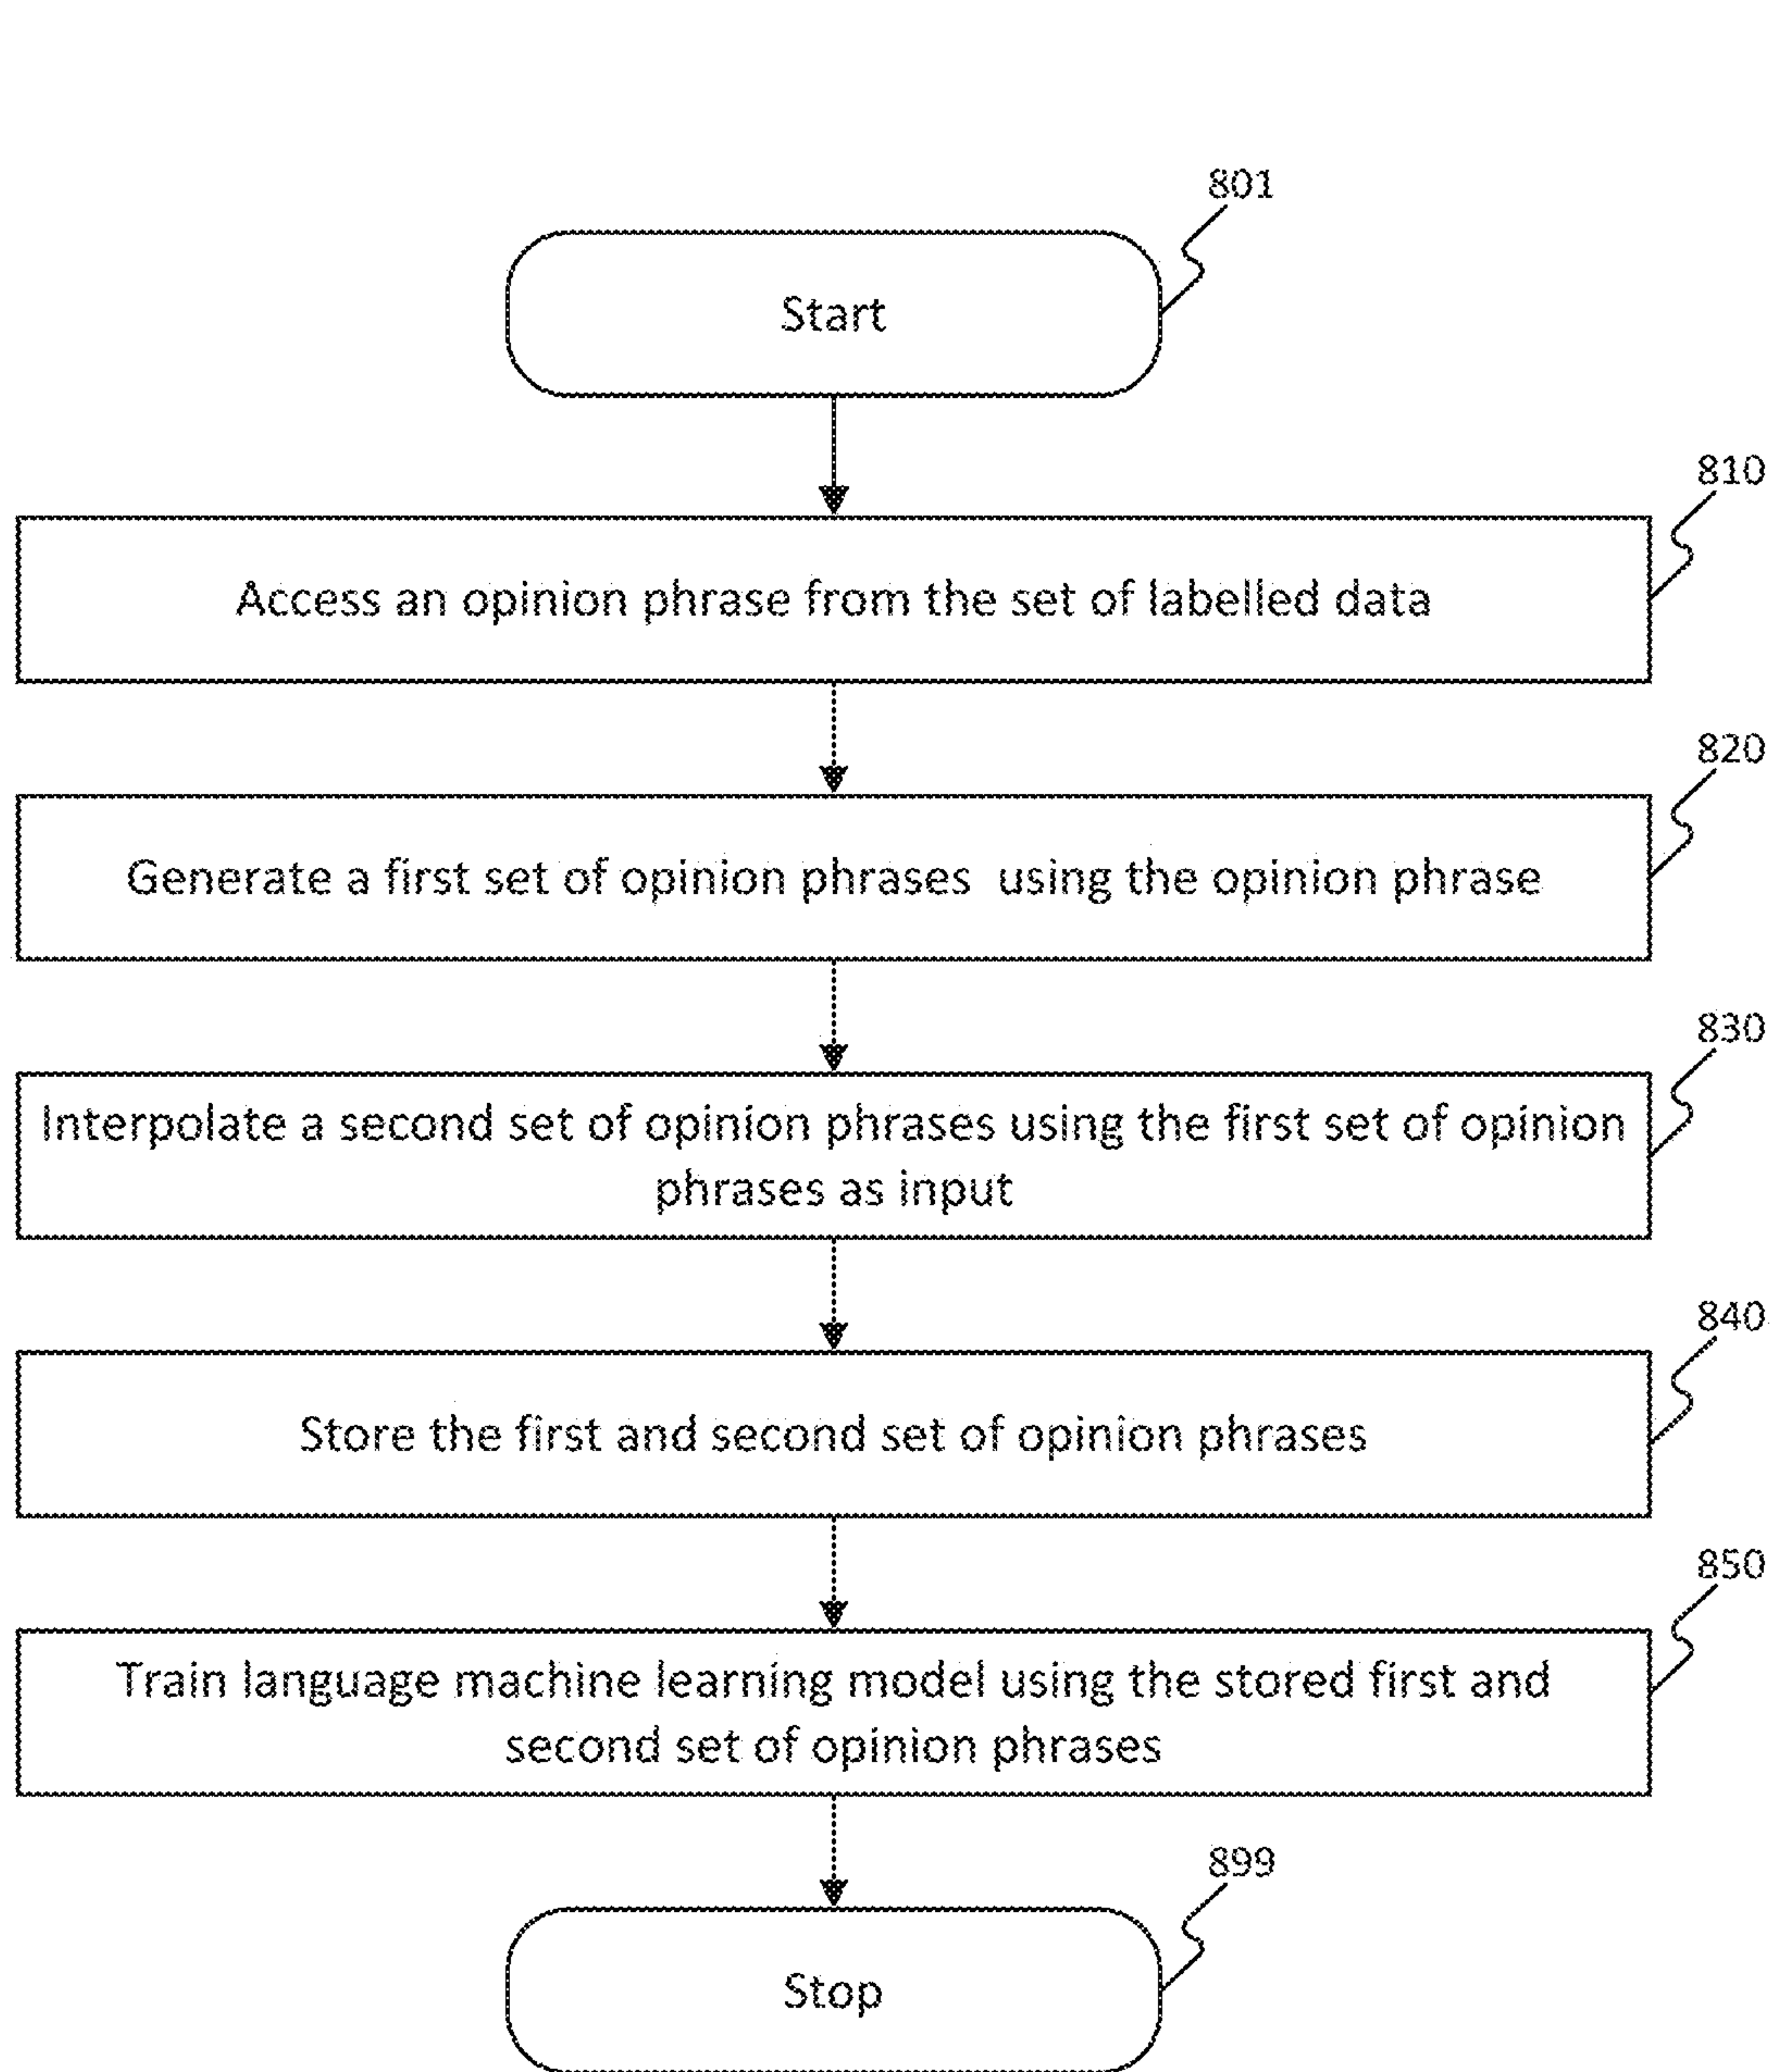 801
Start
810
Access an opinion phrase from the set of labelled data
820
Generate a first set of opinion phrases using the opinion phrase
830
Interpolate a second set of opinion phrases using the first set of opinion
phrases as input
840
Store the first and second set of opinion phrases
850
Train language machine learning model using the stored first and
second set of opinion phrases
899
Stop